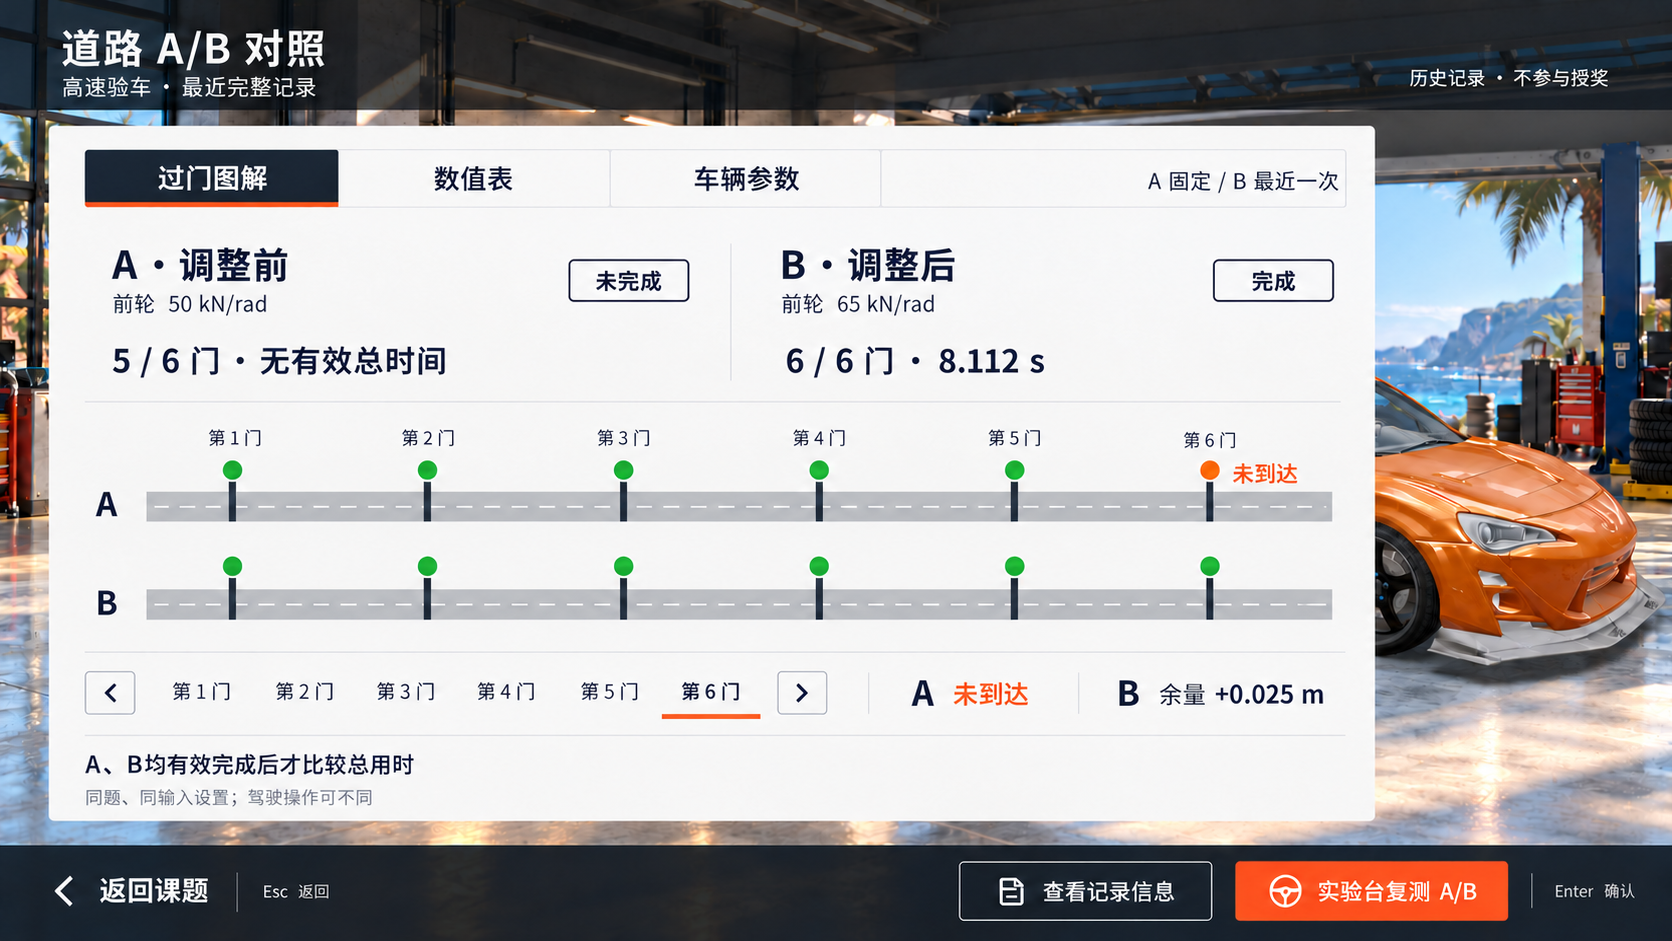 道路 A/B 对照
高速验车 · 最近完整记录
历史记录 · 不参与授奖
过门图解
数值表
车辆参数
A 固定 / B 最近一次
A · 调整前
前轮 50 kN/rad
未完成
5 / 6 门 · 无有效总时间
B · 调整后
前轮 65 kN/rad
完成
6 / 6 门 · 8.112 s
第 1 门
第 2 门
第 3 门
第 4 门
第 5 门
第 6 门
未到达
A
B
第 1 门
第 2 门
第 3 门
第 4 门
第 5 门
第 6 门
A 未到达
B 余量 +0.025 m
A、B均有效完成后才比较总用时
同题、同输入设置；驾驶操作可不同
返回课题
Esc 返回
查看记录信息
实验台复测 A/B
Enter 确认